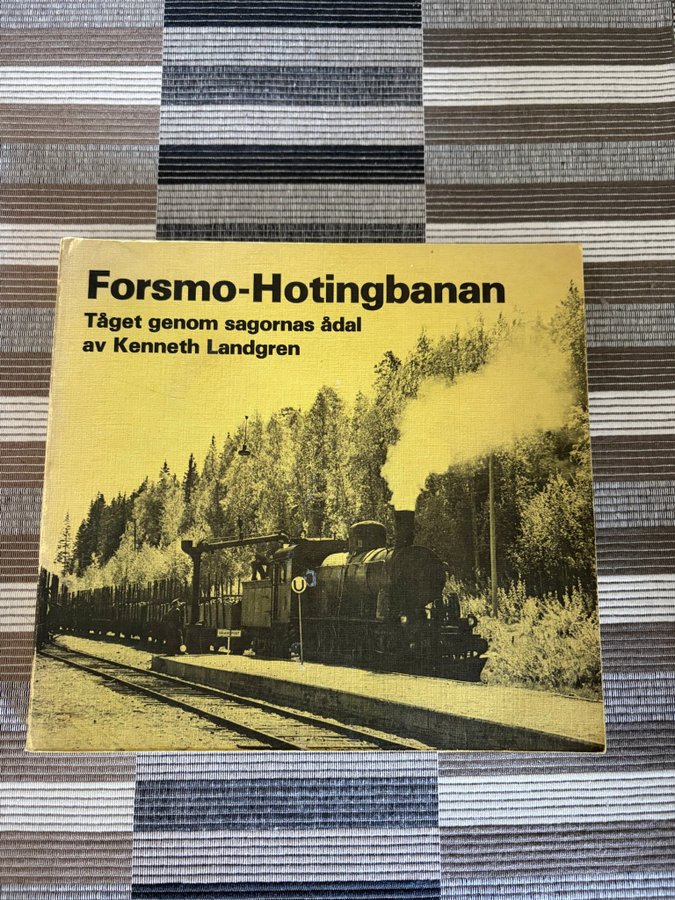 Forsmo-Hotingbanan
Tåget genom sagornas ådal
av Kenneth Landgren
U